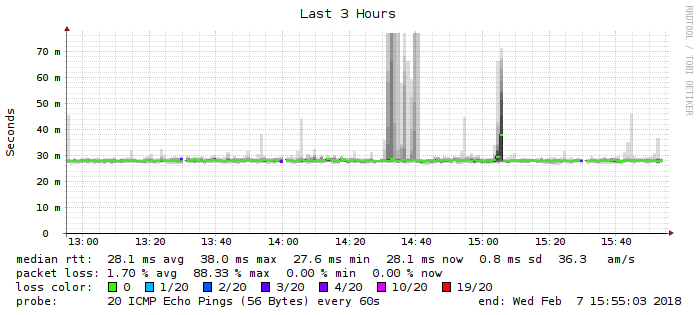 Last 3 Hours
RRDTOOL / TOBI OETIKER
Seconds
70 m
60 m
50 m
40 m
30 m
20 m
10 m
0
13:00 13:20 13:40 14:00 14:20 14:40 15:00 15:20 15:40
median rtt: 28.1 ms avg 38.0 ms max 27.6 ms min 28.1 ms now 0.8 ms sd 36.3 am/s
packet loss: 1.70 % avg 88.33 % max 0.00 % min 0.00 % now
loss color: 0 1/20 2/20 3/20 4/20 10/20 19/20
probe: 20 ICMP Echo Pings (56 Bytes) every 60s end: Wed Feb 7 15:55:03 2018